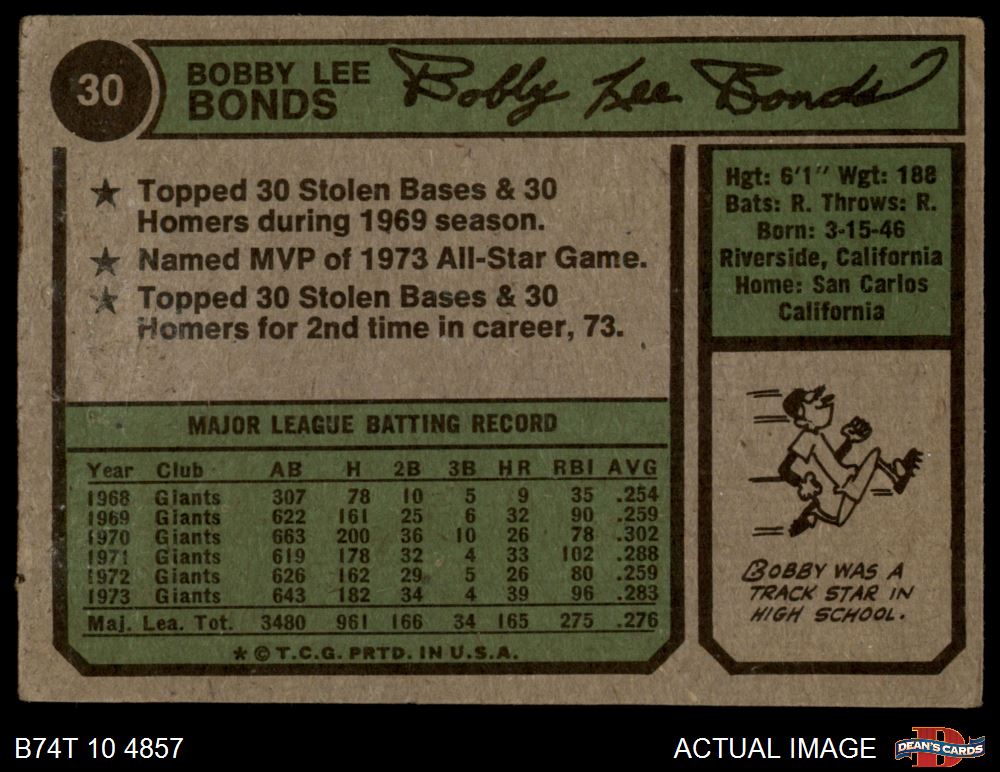 30
BOBBY LEE
BONDS
Bobby Lee Bonds
★ Topped 30 Stolen Bases & 30
Homers during 1969 season.
★ Named MVP of 1973 All-Star Game.
★ Topped 30 Stolen Bases & 30
Homers for 2nd time in career, 73.
Hgt: 6'1" Wgt: 188
Bats: R. Throws: R.
Born: 3-15-46
Riverside, California
Home: San Carlos
California
MAJOR LEAGUE BATTING RECORD
Year Club AB H 2B 3B HR RBI AVG
1968 Giants 307 78 10 5 9 35 .254
1969 Giants 622 161 25 6 32 90 .259
1970 Giants 663 200 36 10 26 78 .302
1971 Giants 619 178 32 4 33 102 .288
1972 Giants 626 162 29 5 26 80 .259
1973 Giants 643 182 34 4 39 96 .283
Maj. Lea. Tot. 3480 961 166 34 165 275 .276
* © T.C.G. PRTD. IN U.S.A.
BOBBY WAS A
TRACK STAR IN
HIGH SCHOOL.
B74T 10 4857
ACTUAL IMAGE
D
DEAN'S CARDS